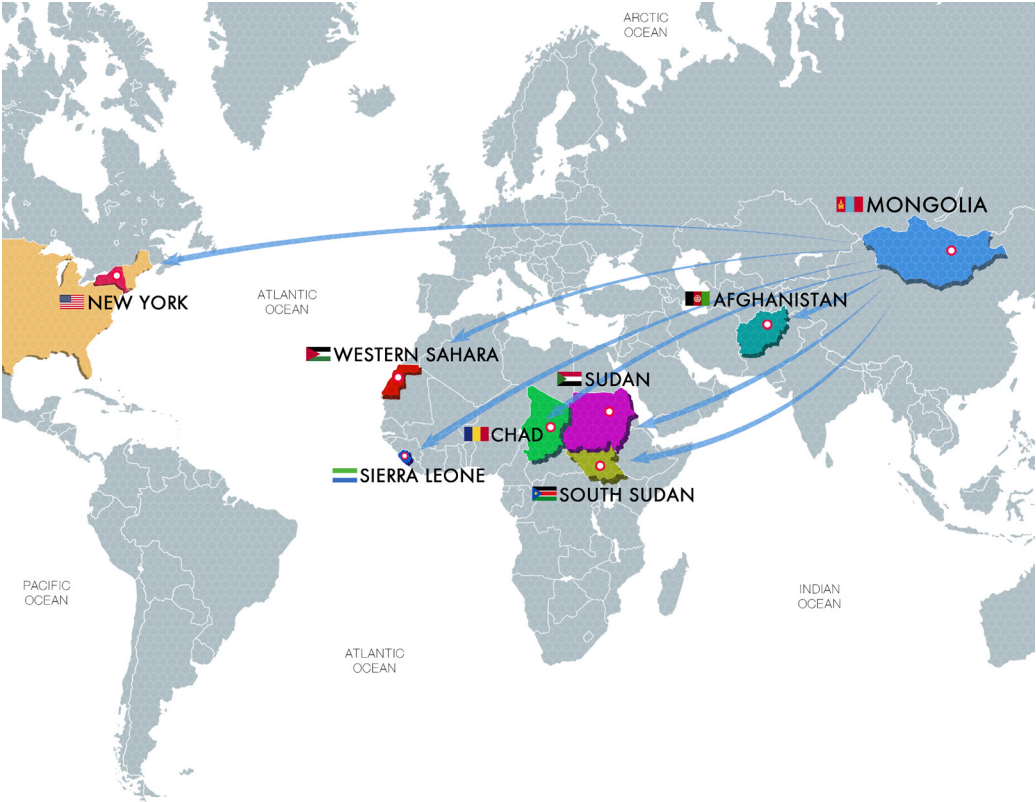 ARCTIC
OCEAN
MONGOLIA
AFGHANISTAN
NEW YORK
ATLANTIC
OCEAN
WESTERN SAHARA
SUDAN
CHAD
SIERRA LEONE
SOUTH SUDAN
PACIFIC
OCEAN
INDIAN
OCEAN
ATLANTIC
OCEAN